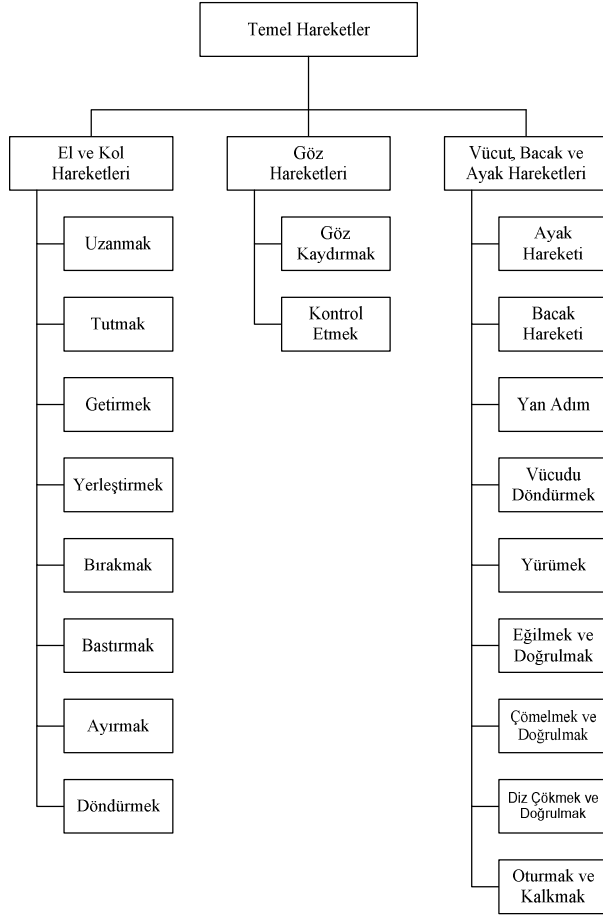 Temel Hareketler
El ve Kol
Hareketleri
Uzanmak
Tutmak
Getirmek
Yerleştirmek
Bırakmak
Bastırmak
Ayırmak
Döndürmek
Göz
Hareketleri
Göz
Kaydırmak
Kontrol
Etmek
Vücut, Bacak ve
Ayak Hareketleri
Ayak
Hareketi
Bacak
Hareketi
Yan Adım
Vücudu
Döndürmek
Yürümek
Eğilmek ve
Doğrulmak
Çömelmek ve
Doğrulmak
Diz Çökmek ve
Doğrulmak
Oturmak ve
Kalkmak